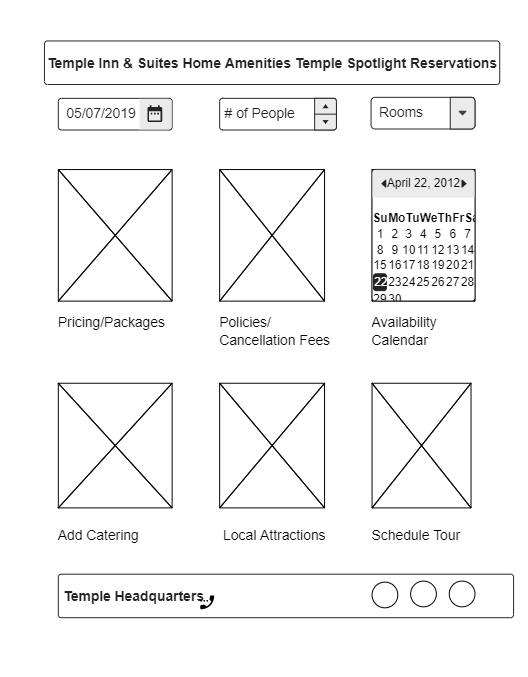 Temple Inn & Suites Home Amenities Temple Spotlight Reservations
05/07/2019
# of People
Rooms
April 22, 2012
Su Mo Tu We Th Fr Sa
1 2 3 4 5 6 7
8 9 10 11 12 13 14
15 16 17 18 19 20 21
22 23 24 25 26 27 28
29 30
Pricing/Packages
Policies/
Cancellation Fees
Availability
Calendar
Add Catering
Local Attractions
Schedule Tour
Temple Headquarters..